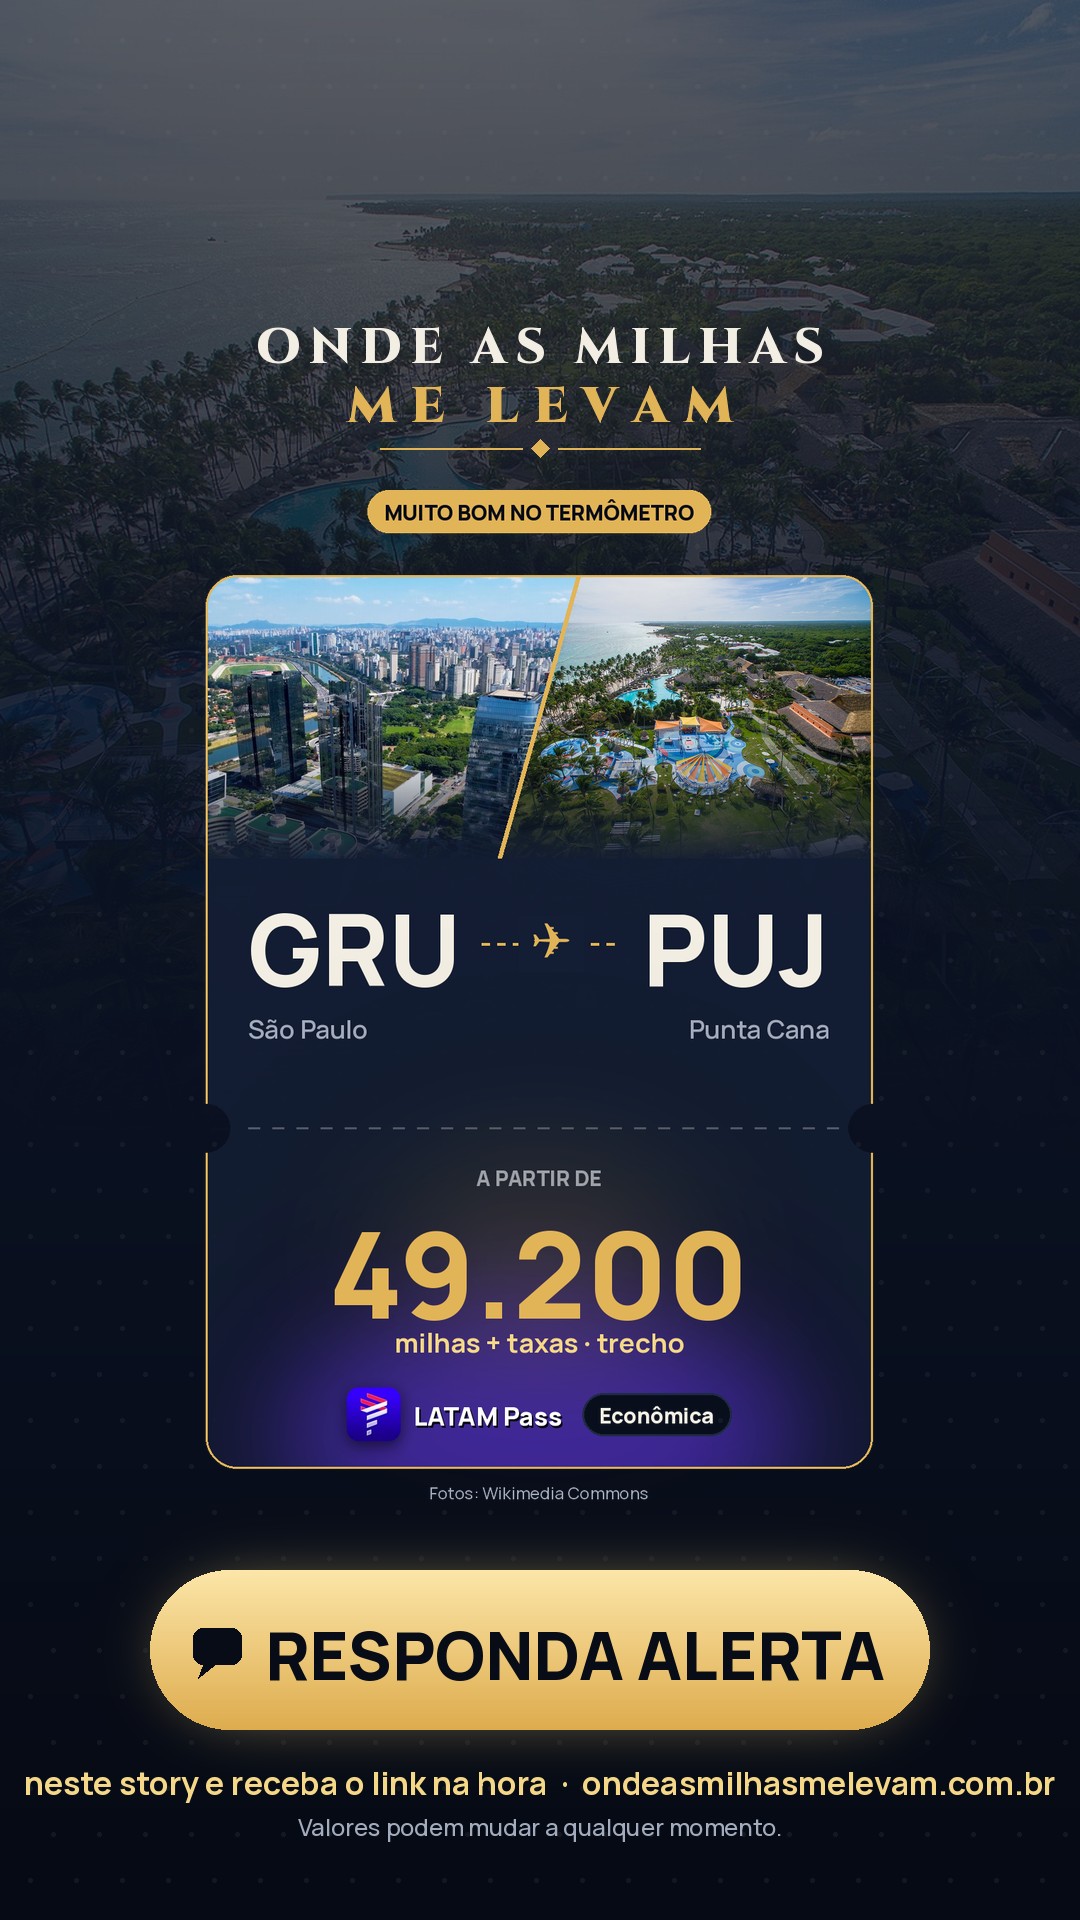 ONDE AS MILHAS
ME LEVAM
MUITO BOM NO TERMÔMETRO
GRU PUJ
São Paulo Punta Cana
A PARTIR DE
49.200
milhas + taxas · trecho
LATAM Pass Econômica
Fotos: Wikimedia Commons
RESPONDA ALERTA
neste story e receba o link na hora · ondeasmilhasmelevam.com.br
Valores podem mudar a qualquer momento.